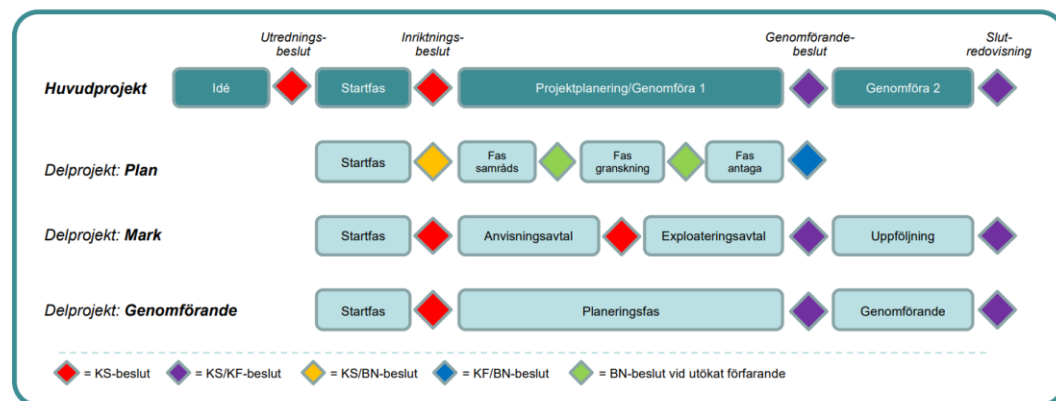 Utrednings-
beslut
Inriktnings-
beslut
Genomförande-
beslut
Slut-
redovisning
Huvudprojekt
Idé
Startfas
Projektplanering/Genomföra 1
Genomföra 2
Delprojekt: Plan
Startfas
Fas
samråds
Fas
granskning
Fas
antaga
Delprojekt: Mark
Startfas
Anvisningsavtal
Exploateringsavtal
Uppföljning
Delprojekt: Genomförande
Startfas
Planeringsfas
Genomförande
= KS-beslut
= KS/KF-beslut
= KS/BN-beslut
= KF/BN-beslut
= BN-beslut vid utökat förfarande